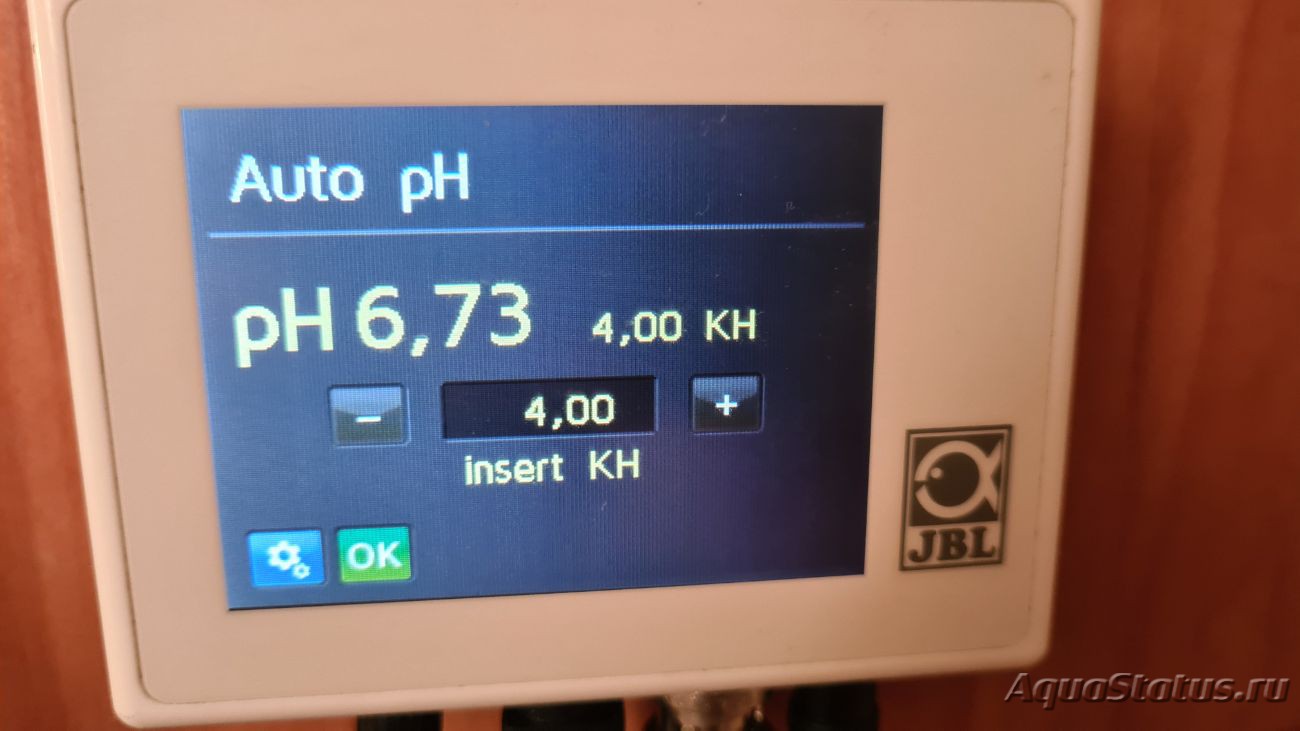 Auto pH
pH 6,73 4,00 KH
- 4,00 +
insert KH
OK
JBL
AquaStatus.ru